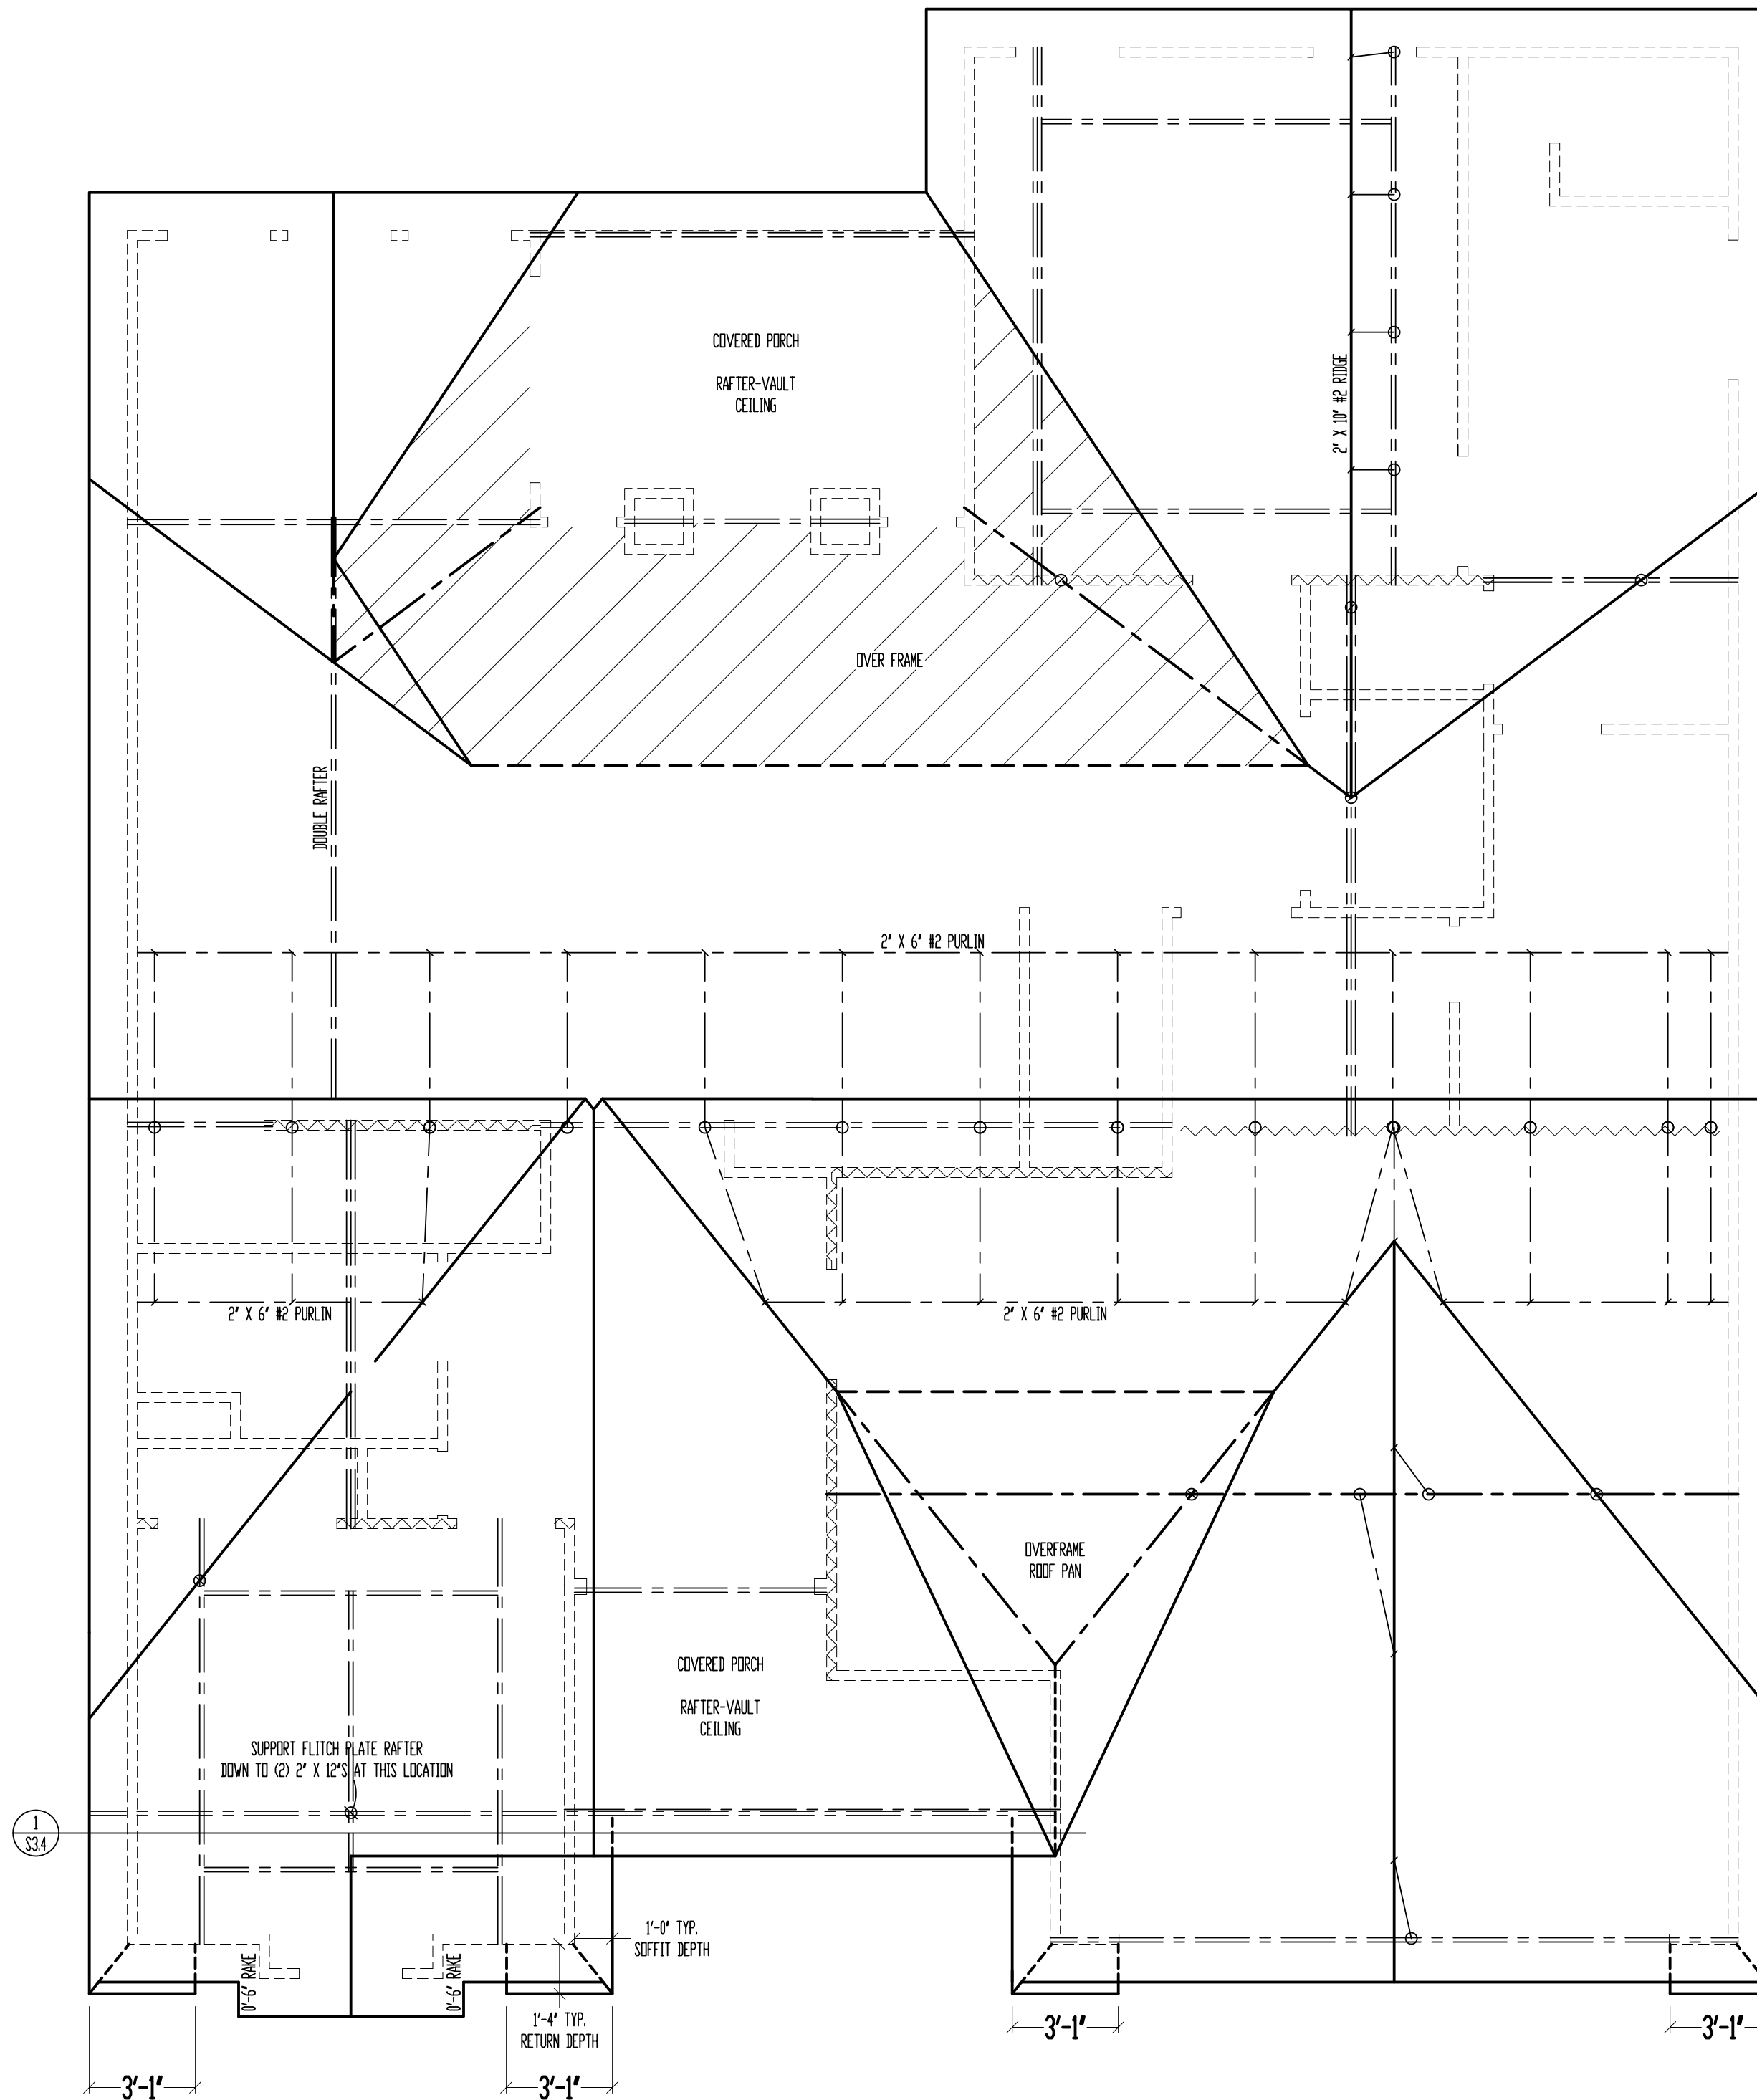 COVERED PORCH
RAFTER-VAULT
CEILING
2" X 10" #2 RIDGE
OVER FRAME
DOUBLE RAFTER
2" X 6" #2 PURLIN
2" X 6" #2 PURLIN
2" X 6" #2 PURLIN
OVERFRAME
ROOF PAN
COVERED PORCH
RAFTER-VAULT
CEILING
SUPPORT FLITCH PLATE RAFTER
DOWN TO (2) 2" X 12"S AT THIS LOCATION
1
S3.4
1'-0" TYP.
SOFFIT DEPTH
0'-6" RAKE
0'-6" RAKE
1'-4" TYP.
RETURN DEPTH
3'-1"
3'-1"
3'-1"
3'-1"